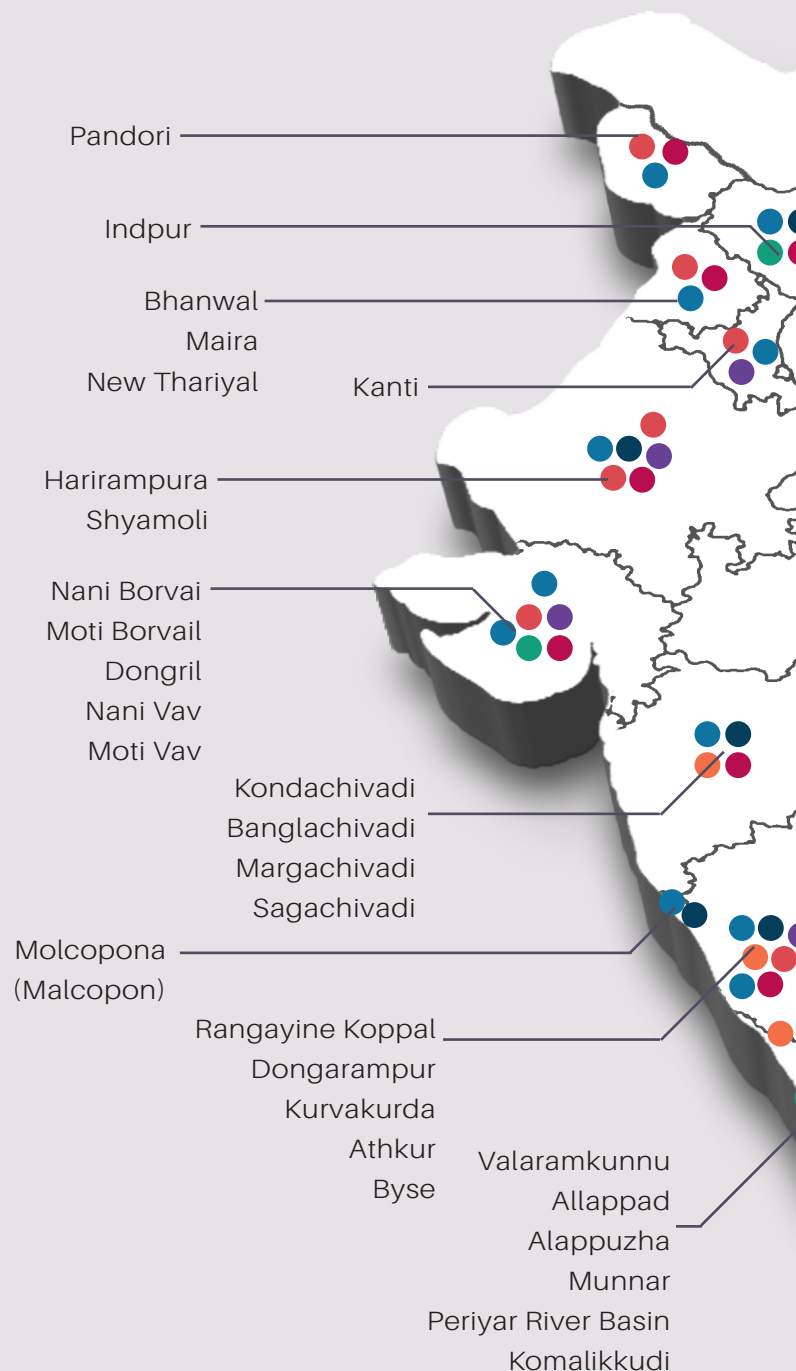 Pandori
Indpur
Bhanwal
Maira
New Thariyal
Kanti
Harirampura
Shyamoli
Nani Borvai
Moti Borvail
Dongril
Nani Vav
Moti Vav
Kondachivadi
Banglachivadi
Margachivadi
Sagachivadi
Molcopona
(Malcopon)
Rangayine Koppal
Dongarampur
Kurvakurda
Athkur
Byse
Valaramkunnu
Allappad
Alappuzha
Munnar
Periyar River Basin
Komalikkudi